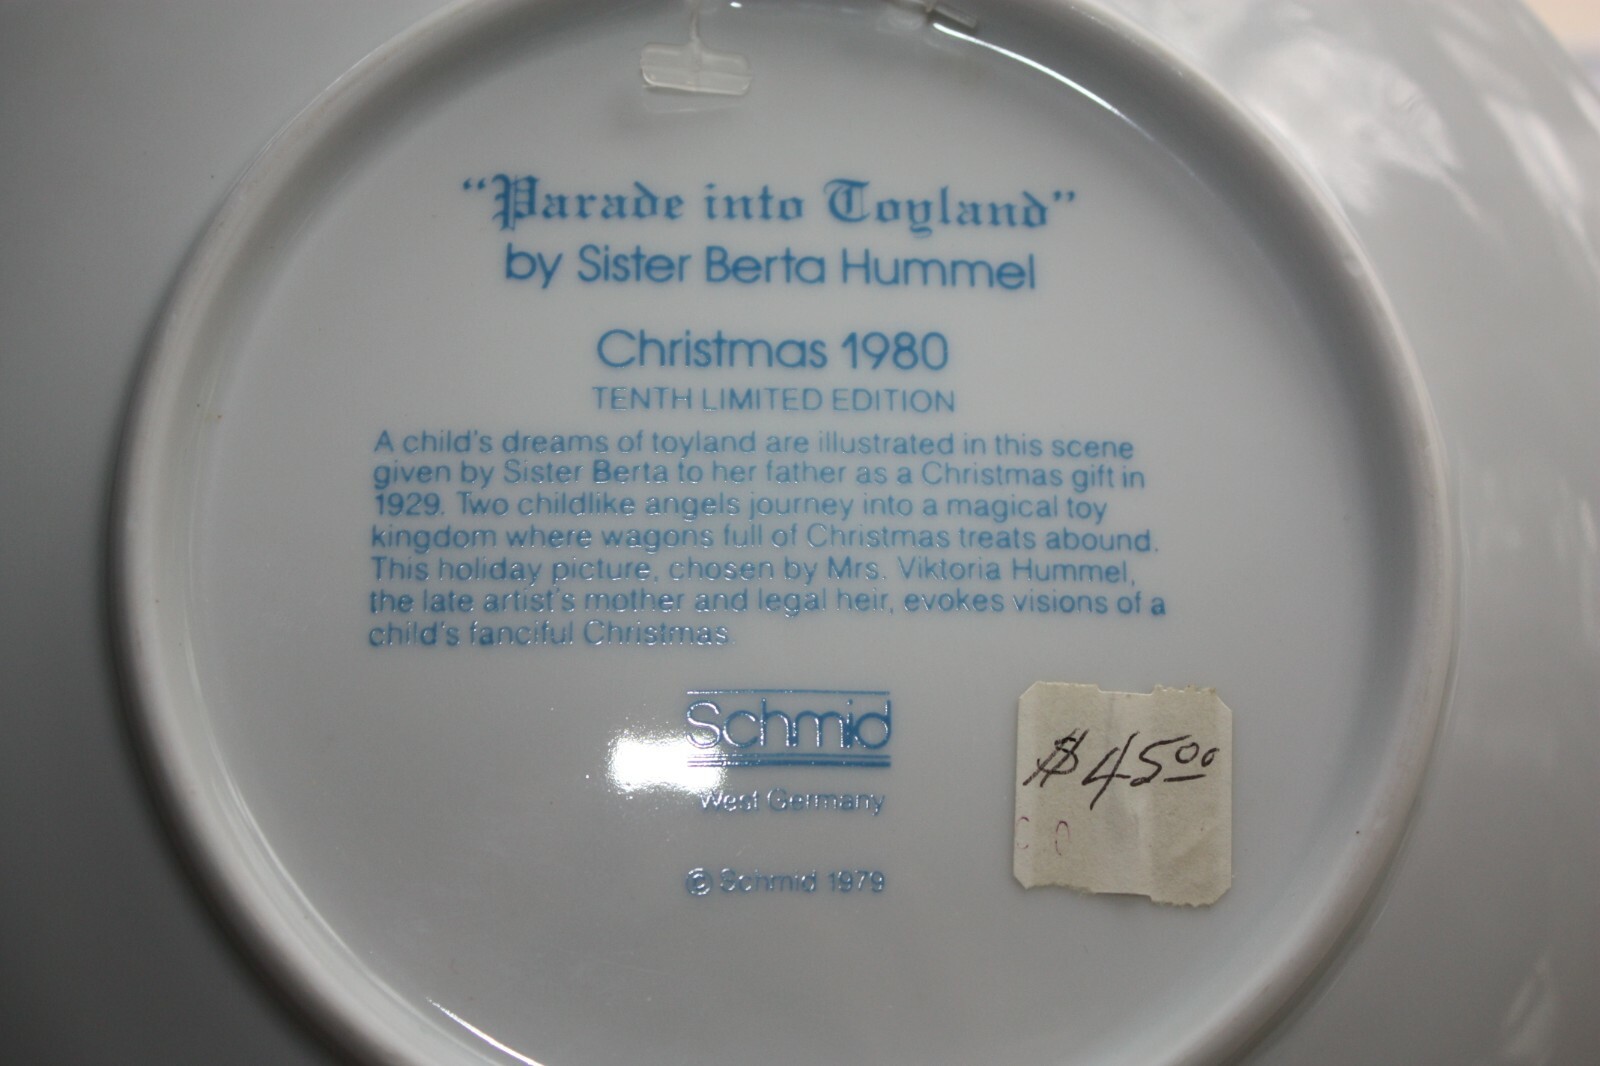 "Parade into Toyland"
by Sister Berta Hummel
Christmas 1980
TENTH LIMITED EDITION
A child's dreams of toyland are illustrated in this scene
given by Sister Berta to her father as a Christmas gift in
1929. Two childlike angels journey into a magical toy
kingdom where wagons full of Christmas treats abound.
This holiday picture, chosen by Mrs. Viktoria Hummel,
the late artist's mother and legal heir, evokes visions of a
child's fanciful Christmas.
Schmid
West Germany
© Schmid 1979
$45.00